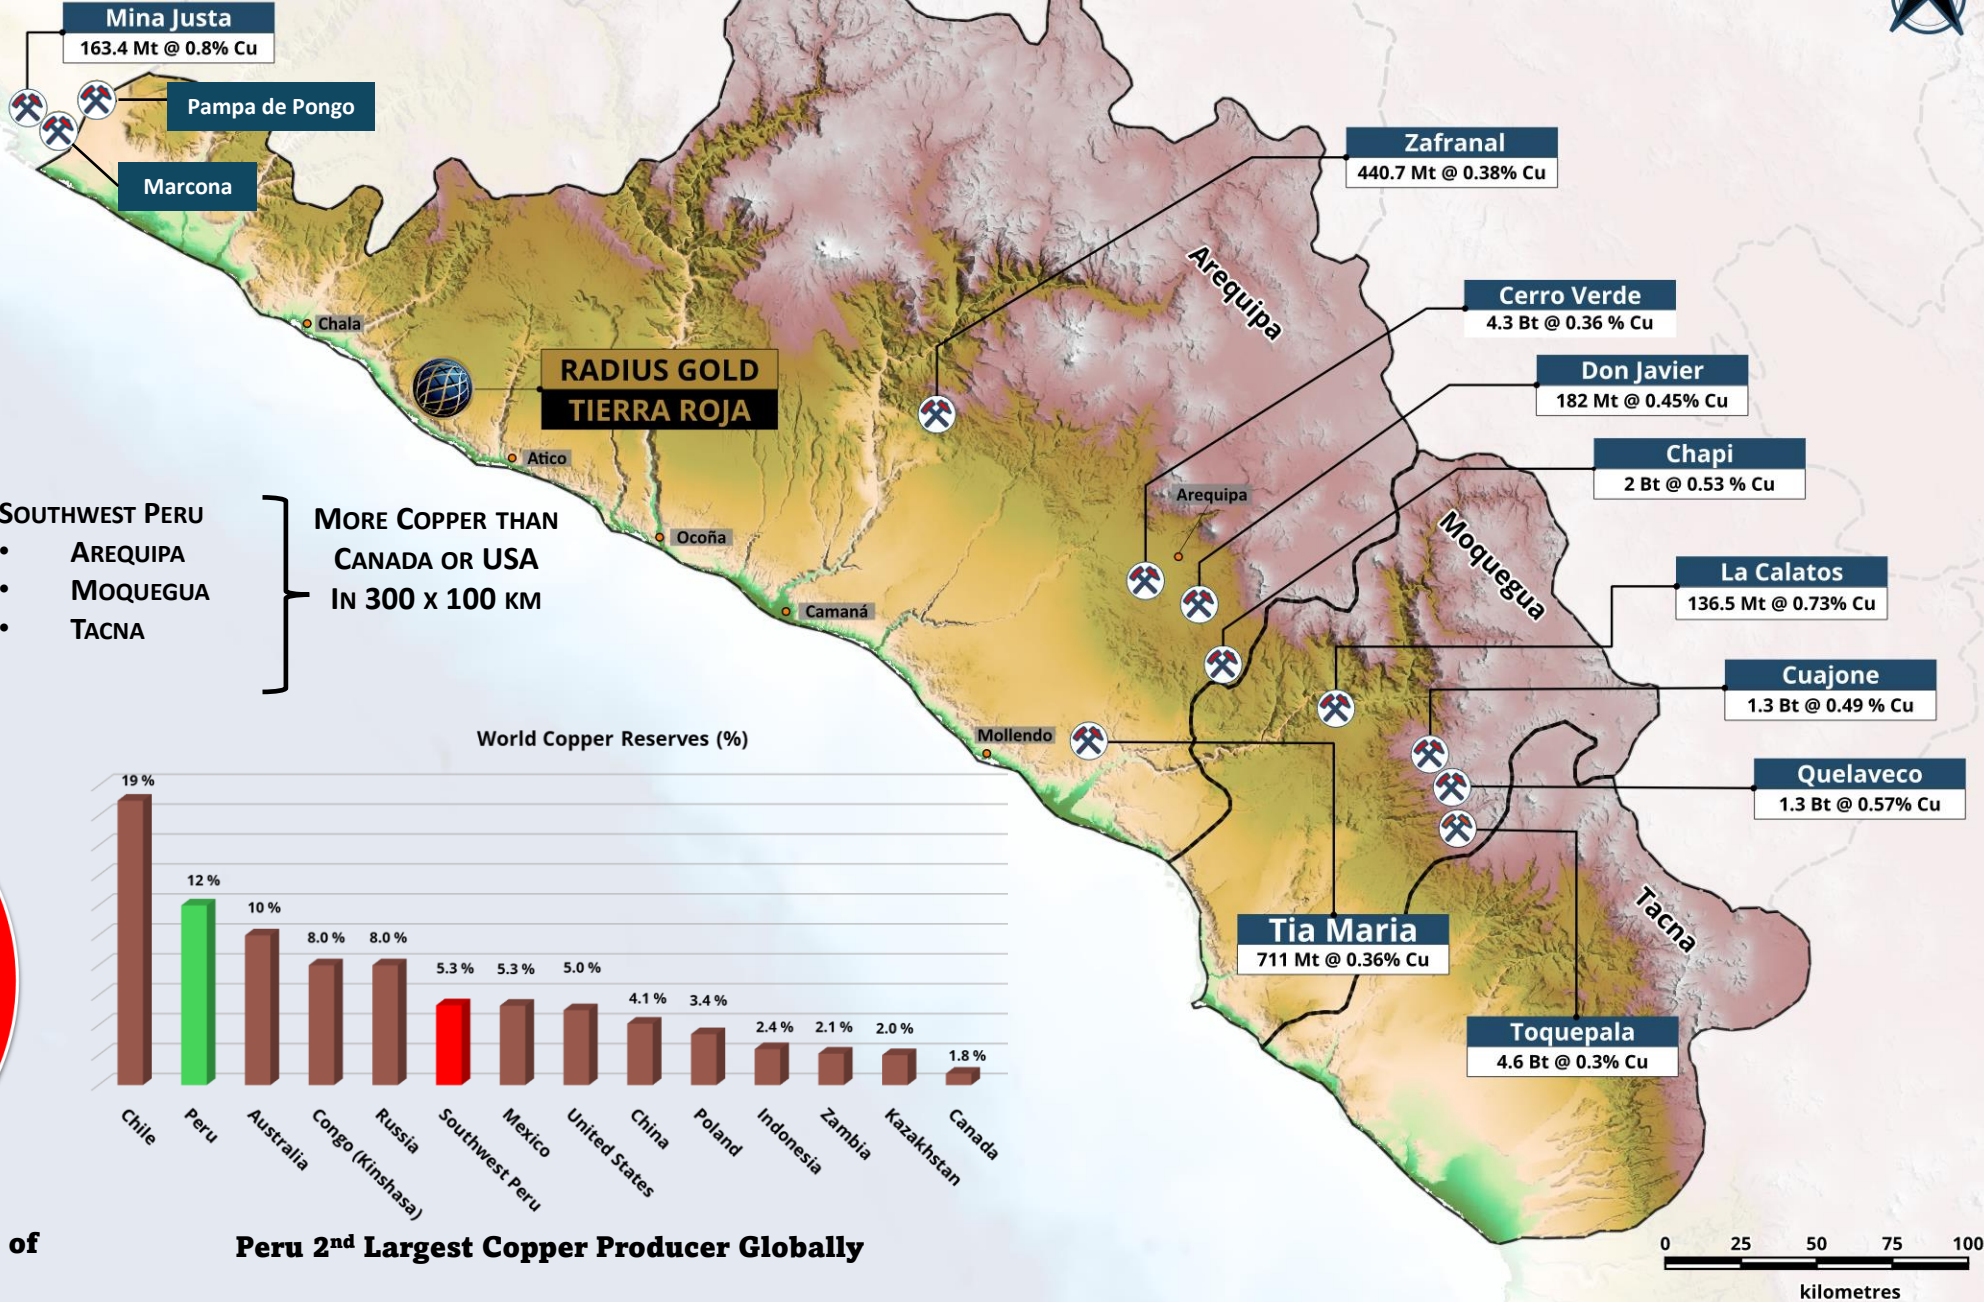 Mina Justa
163.4 Mt @ 0.8% Cu
Pampa de Pongo
Marcona
Zafranal
440.7 Mt @ 0.38% Cu
Arequipa
Cerro Verde
4.3 Bt @ 0.36 % Cu
Don Javier
182 Mt @ 0.45% Cu
Chapi
2 Bt @ 0.53 % Cu
Chala
RADIUS GOLD
TIERRA ROJA
Atico
Arequipa
Moquegua
Ocoña
Camaná
La Calatos
136.5 Mt @ 0.73% Cu
Cuajone
1.3 Bt @ 0.49 % Cu
Mollendo
Quelaveco
1.3 Bt @ 0.57% Cu
Tacna
Tia Maria
711 Mt @ 0.36% Cu
Toquepala
4.6 Bt @ 0.3% Cu
SOUTHWEST PERU
• AREQUIPA
• MOQUEGUA
• TACNA
MORE COPPER THAN
CANADA OR USA
IN 300 X 100 KM
World Copper Reserves (%)
19 %
12 %
10 %
8.0 %
8.0 %
5.3 %
5.3 %
5.0 %
4.1 %
3.4 %
2.4 %
2.1 %
2.0 %
1.8 %
Chile
Peru
Australia
Congo (Kinshasa)
Russia
Southwest Peru
Mexico
United States
China
Poland
Indonesia
Zambia
Kazakhstan
Canada
of
Peru 2nd Largest Copper Producer Globally
0 25 50 75 100
kilometres